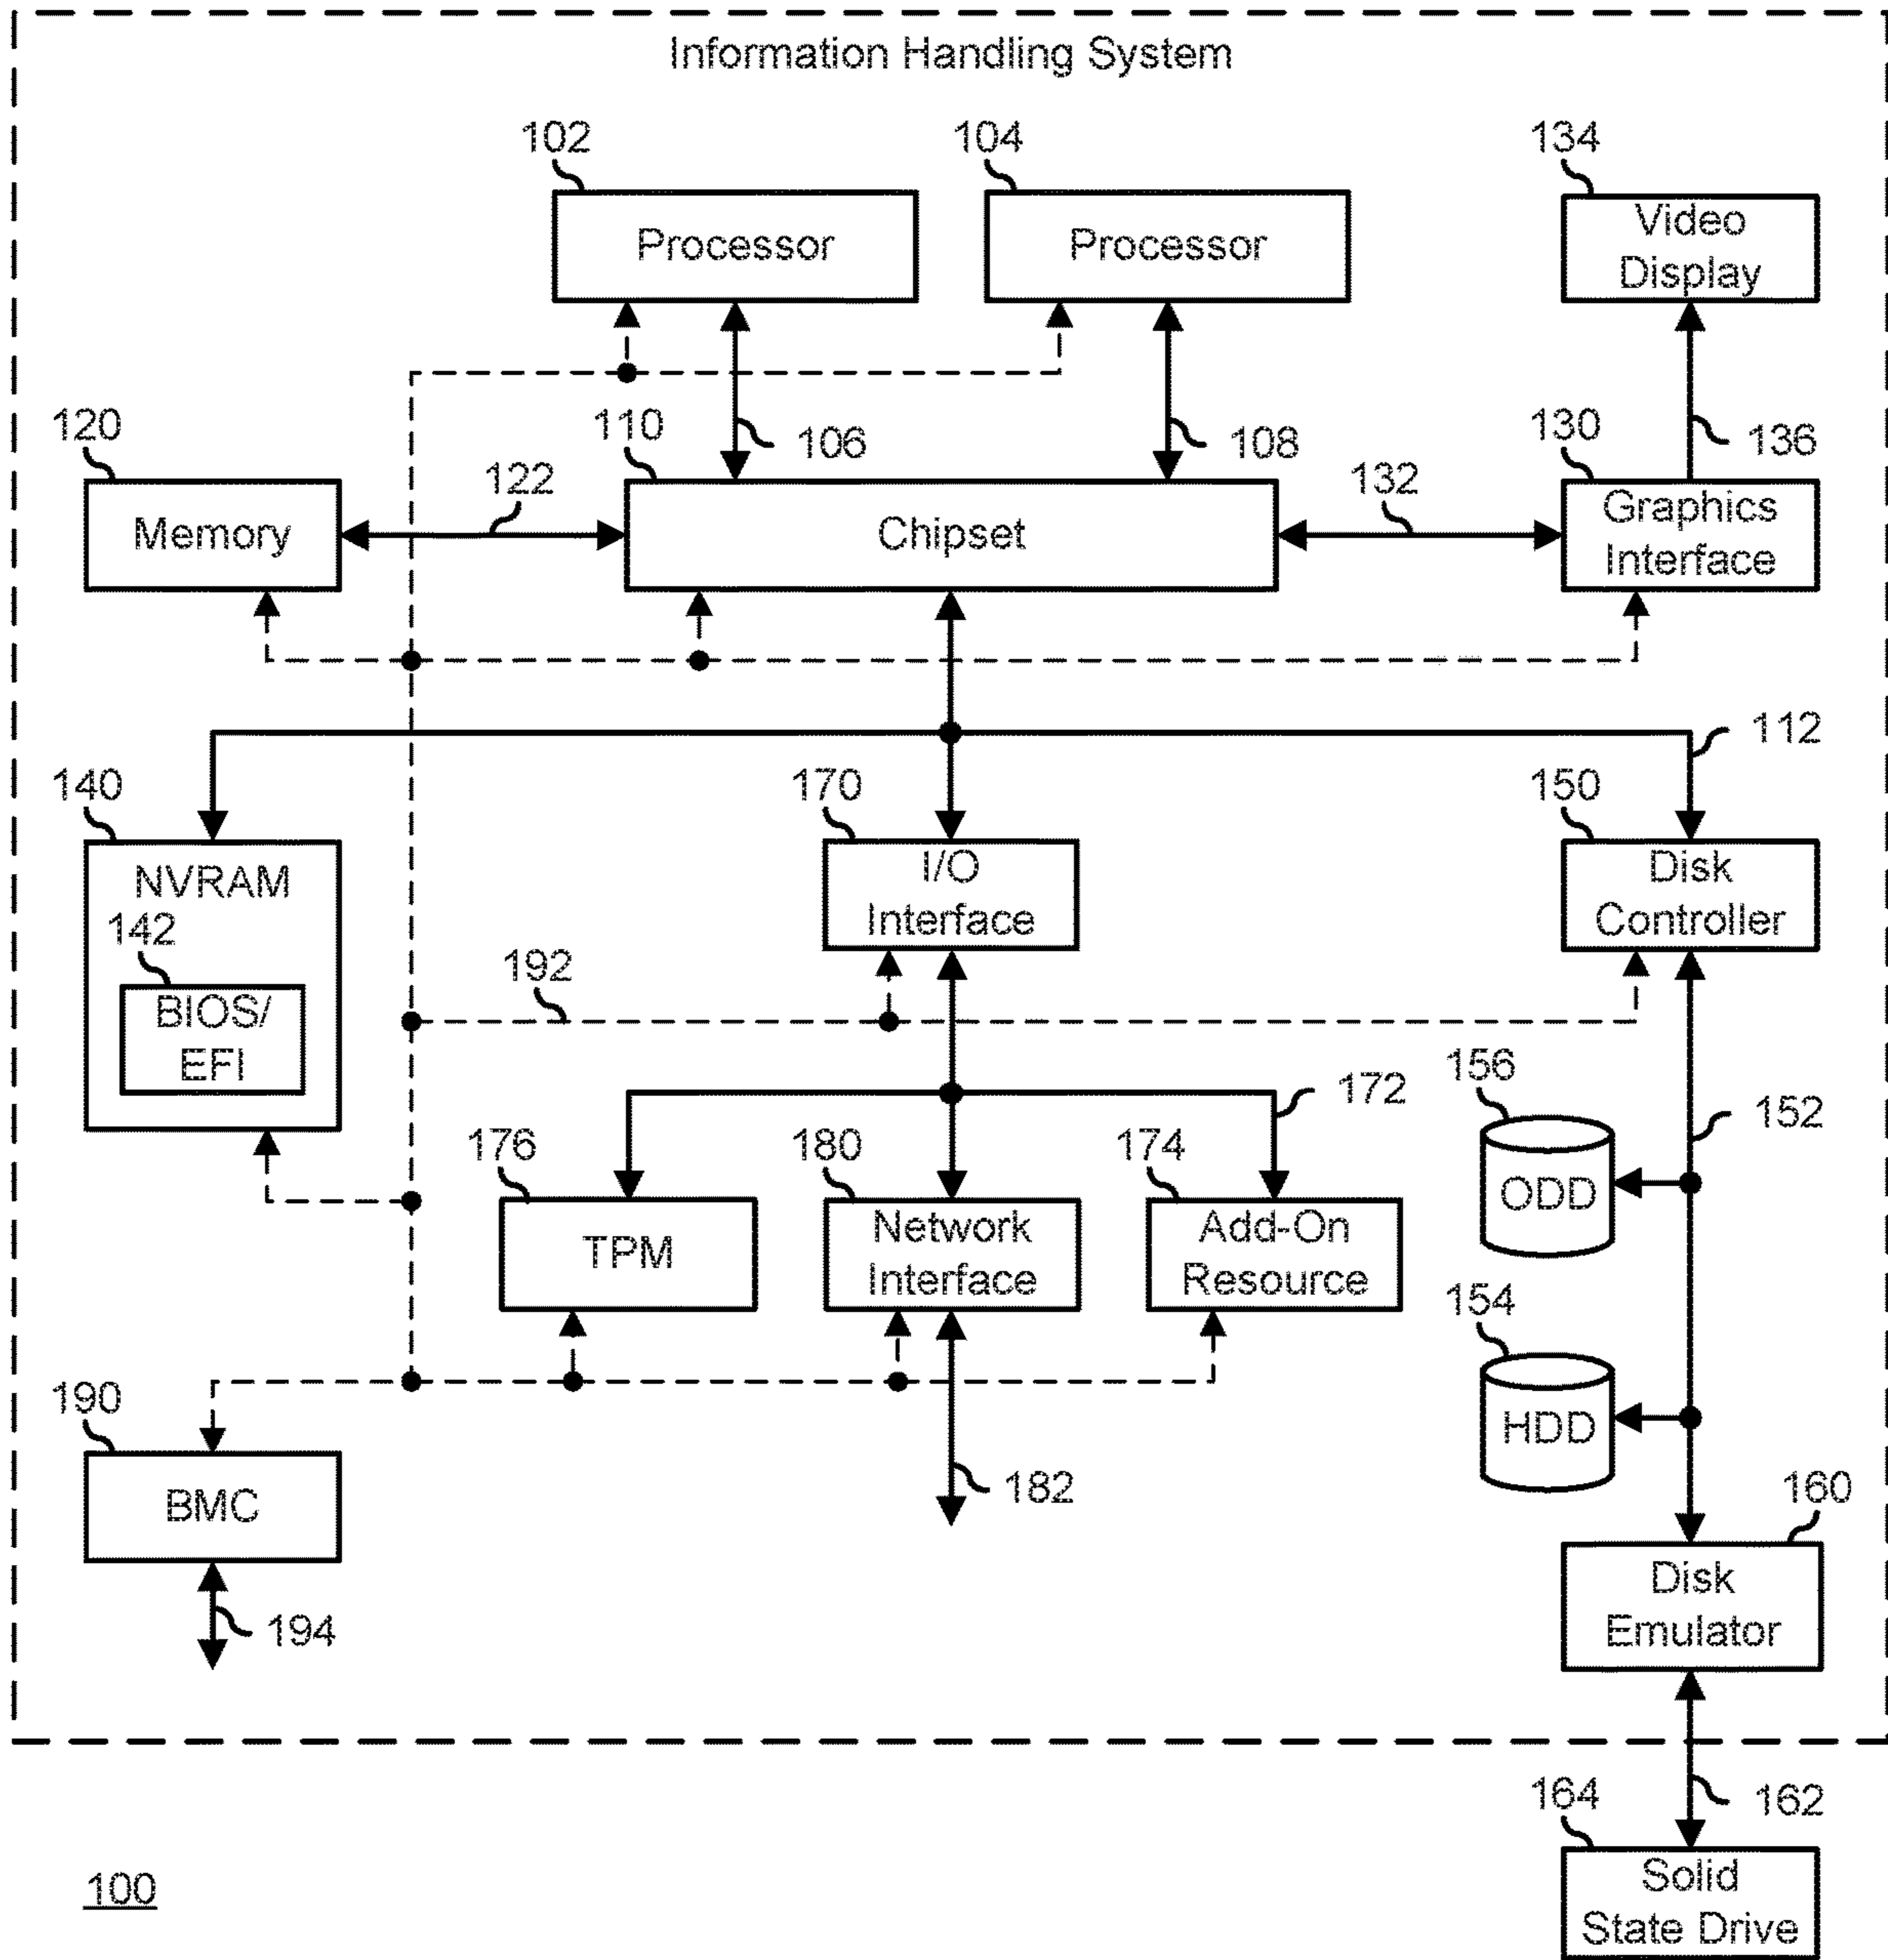 Information Handling System
102
104
134
Processor
Processor
Video
Display
120
110
106
108
130
136
122
132
Memory
Chipset
Graphics
Interface
112
140
170
150
NVRAM
I/O
Interface
Disk
Controller
142
BIOS/
EFI
192
156
172
152
176
180
174
ODD
TPM
Network
Interface
Add-On
Resource
154
190
HDD
BMC
182
160
Disk
Emulator
194
164
162
100
Solid
State Drive